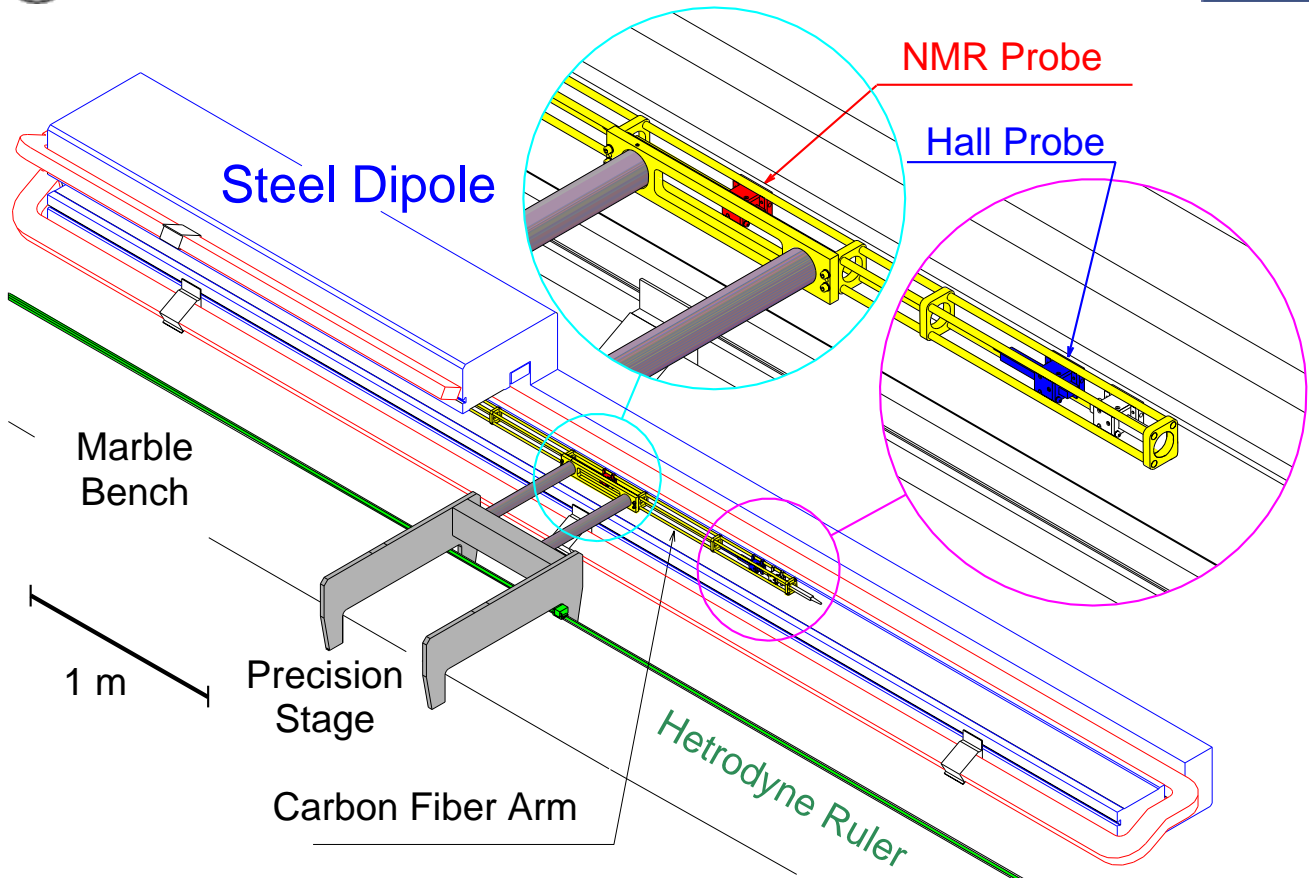 NMR Probe
Hall Probe
Steel Dipole
Marble
Bench
1 m
Precision
Stage
Hetrodyne Ruler
Carbon Fiber Arm